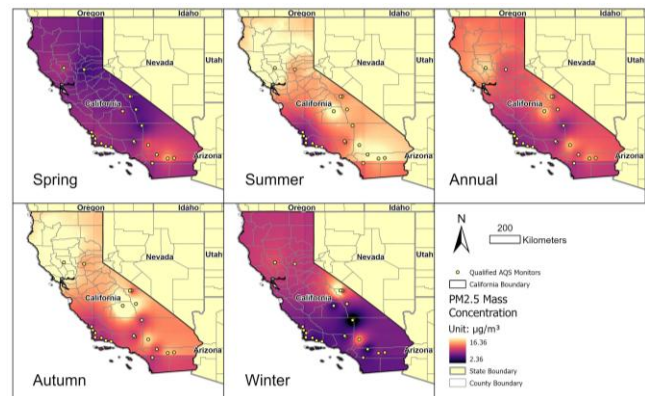 Oregon
Idaho
Nevada
Utah
California
Arizona
Spring
Oregon
Idaho
Nevada
Utah
California
Arizona
Summer
Oregon
Idaho
Nevada
Utah
California
Arizona
Annual
Oregon
Idaho
Nevada
Utah
California
Arizona
Autumn
Oregon
Idaho
Nevada
Utah
California
Arizona
Winter
N
200
Kilometers
Qualified AQS Monitors
California Boundary
PM2.5 Mass
Concentration
Unit: µg/m³
16.36
2.36
State Boundary
County Boundary